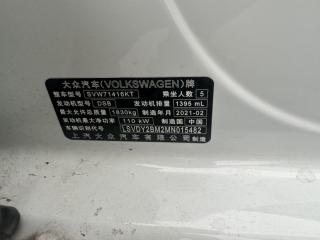 大众汽车(VOLKSWAGEN)牌
整车型号 SVW71416KT 乘坐人数 5
发动机型号 DSB 发动机排量 1395 mL
最大允许总质量 1830kg 制造年月 2021-02
发动机最大净功率 110 kW 制造国 中国
车辆识别代号 LSVDY2BM2MN015482
上汽大众汽车有限公司 制造